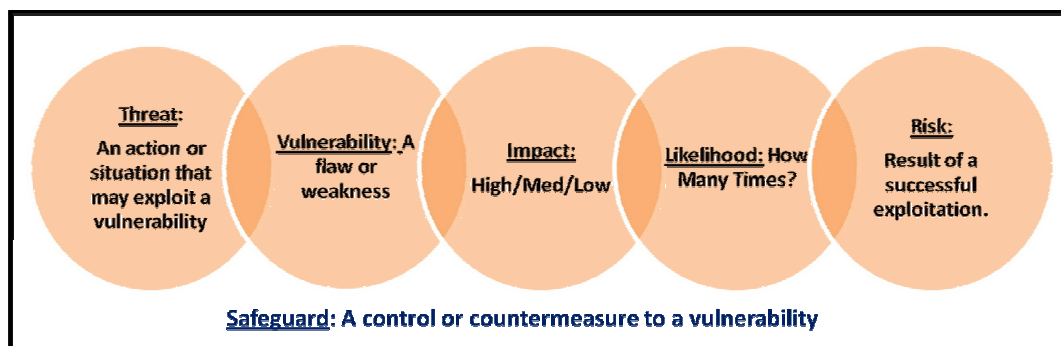 Threat:
An action or
situation that
may exploit a
vulnerability
Vulnerability: A
flaw or
weakness
Impact:
High/Med/Low
Likelihood: How
Many Times?
Risk:
Result of a
successful
exploitation.
Safeguard: A control or countermeasure to a vulnerability